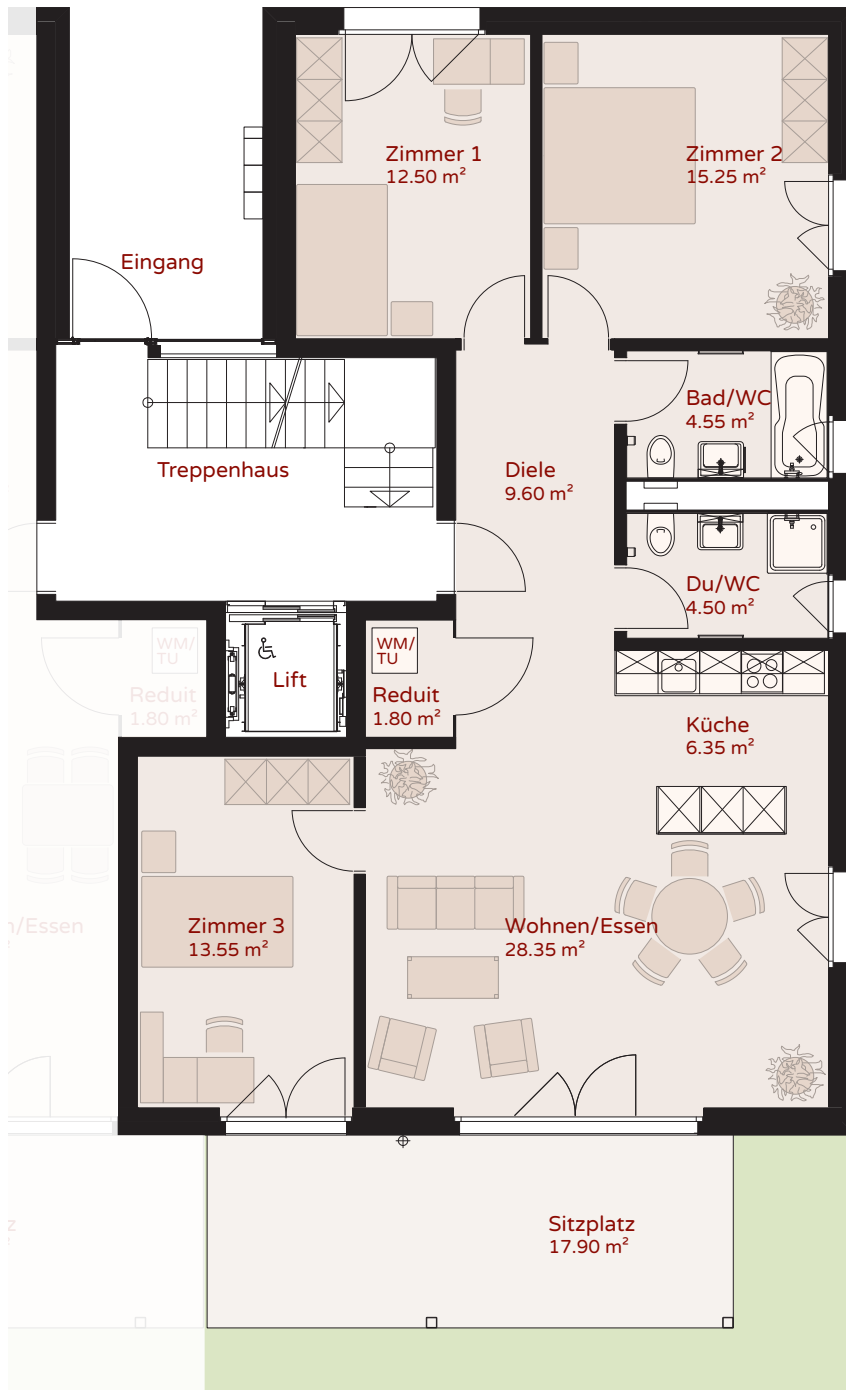 Zimmer 1
12.50 m²
Zimmer 2
15.25 m²
Eingang
Bad/WC
4.55 m²
Treppenhaus
Diele
9.60 m²
Du/WC
4.50 m²
WM/
TU
Reduit
1.80 m²
Lift
WM/
TU
Reduit
1.80 m²
Küche
6.35 m²
n/Essen
Zimmer 3
13.55 m²
Wohnen/Essen
28.35 m²
Sitzplatz
17.90 m²